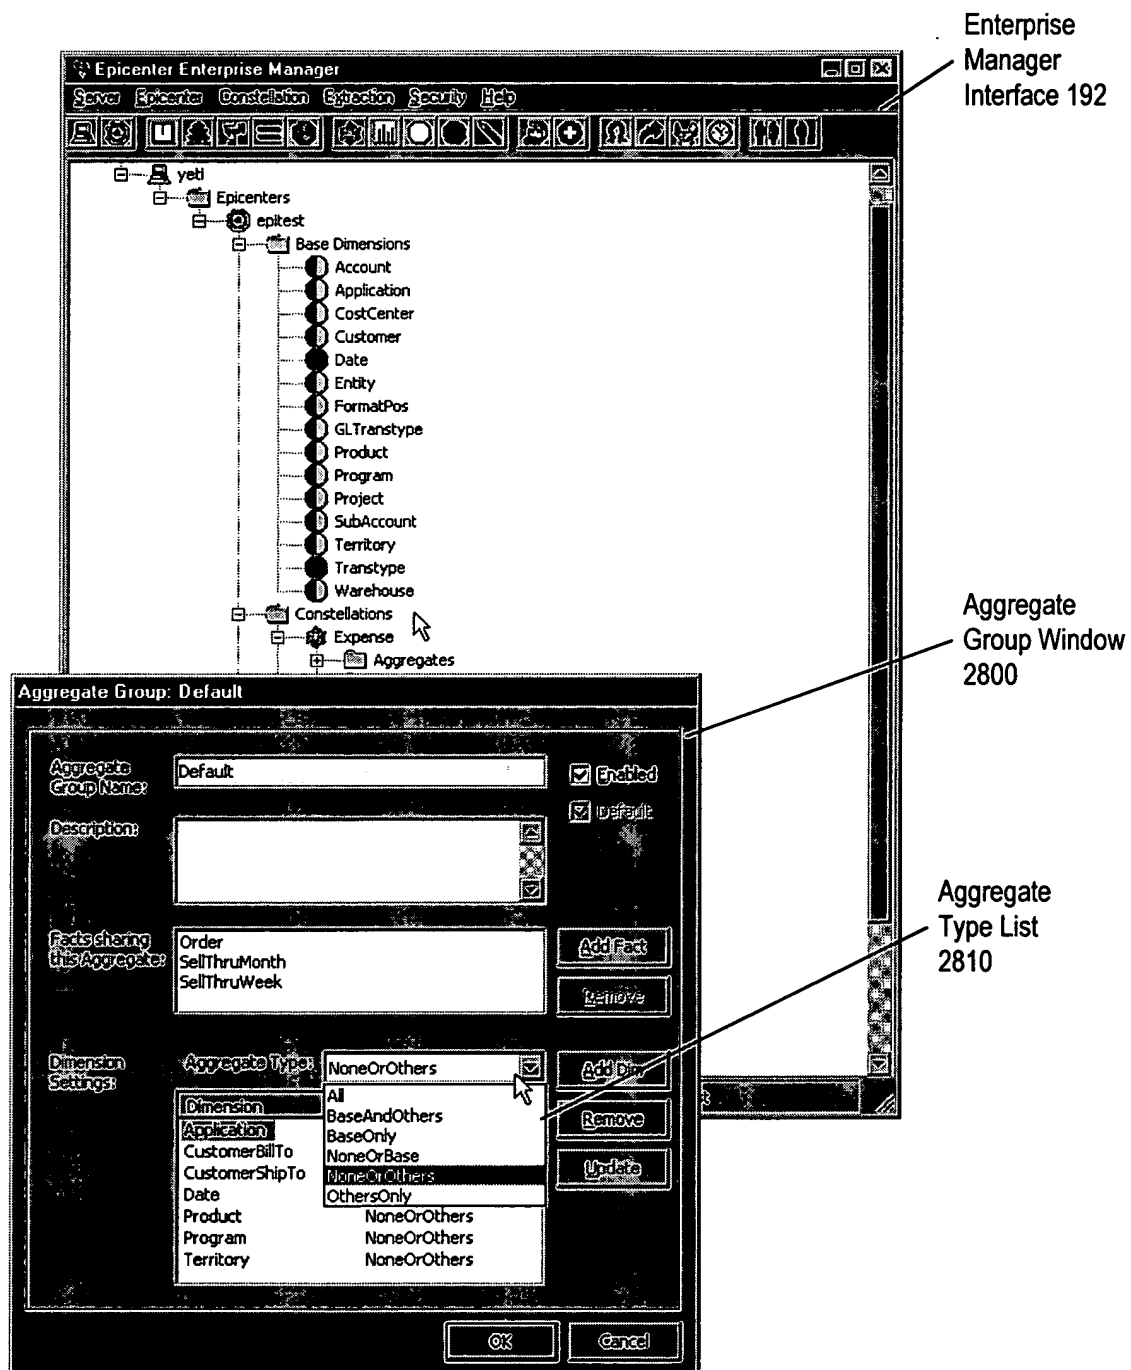 Enterprise
Manager
Interface 192
Epicenter Enterprise Manager
Server Epicenter Constellation Extraction Security Help
yeti
Epicenters
epitest
Base Dimensions
Account
Application
CostCenter
Customer
Date
Entity
FormatPos
GLTranstype
Product
Program
Project
SubAccount
Territory
Transtype
Warehouse
Constellations
Expense
Aggregates
Aggregate
Group Window
2800
Aggregate Group: Default
Aggregate
Group Name:
Default
Enabled
Default
Description:
Facts sharing
this Aggregate:
Order
SellThruMonth
SellThruWeek
Add Fact
Remove
Aggregate
Type List
2810
Dimension
Settings:
Aggregate Type:
NoneOrOthers
Add Dim
All
BaseAndOthers
BaseOnly
NoneOrBase
NoneOrOthers
OthersOnly
Remove
Update
Dimension
Application
CustomerBillTo
CustomerShipTo
Date
Product NoneOrOthers
Program NoneOrOthers
Territory NoneOrOthers
OK Cancel